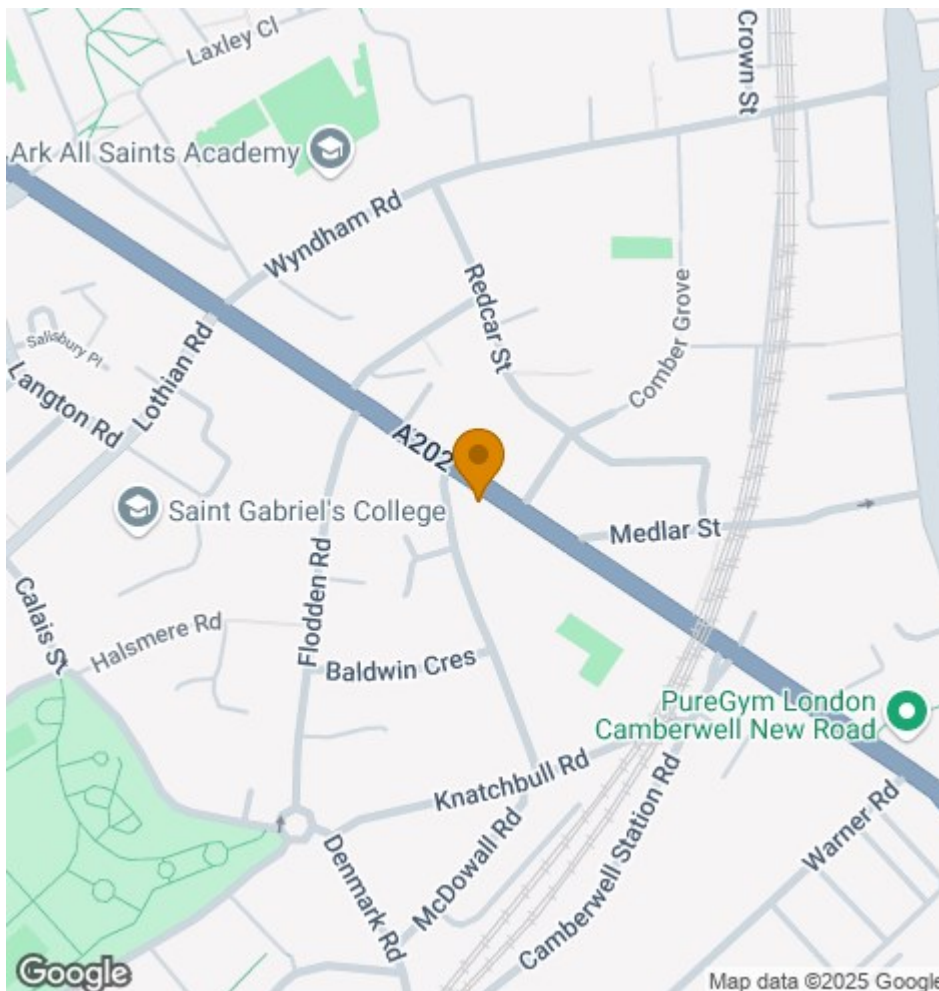 Laxley Cl
Crown St
Ark All Saints Academy
Wyndham Rd
Redcar St
Comber Grove
Salisbury Pl
Lothian Rd
Langton Rd
A202
Saint Gabriel's College
Medlar St
Flodden Rd
Calais St
Halsmere Rd
Baldwin Cres
PureGym London
Camberwell New Road
Knatchbull Rd
McDowall Rd
Camberwell Station Rd
Warner Rd
Denmark Rd
Google
Map data ©2025 Google